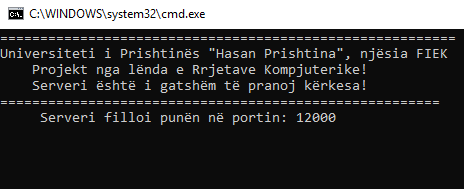 C:\WINDOWS\system32\cmd.exe
=========================================================
Universiteti i Prishtinës "Hasan Prishtina", njësia FIEK
Projekt nga lënda e Rrjetave Kompjuterike!
Serveri është i gatshëm të pranoj kërkesa!
=======================================================
Serveri filloi punën në portin: 12000